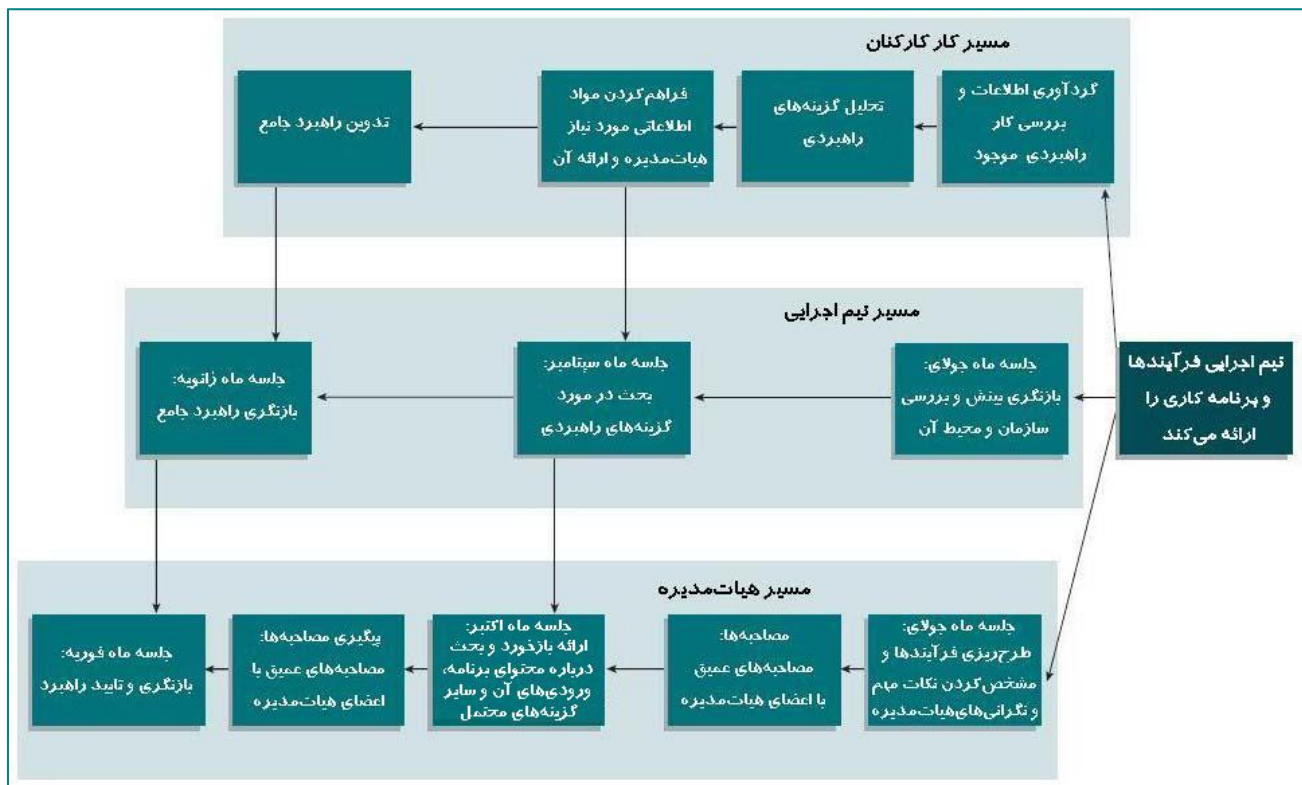 مسیر کار کارکنان
گردآوری اطلاعات و
بررسی کار
راهبردی موجود
تحلیل گزینه‌های
راهبردی
فراهم‌کردن مواد
اطلاعاتی مورد نیاز
هیات‌مدیره و ارائه آن
تدوین راهبرد جامع
مسیر تیم اجرایی
تیم اجرایی فرآیندها
و برنامه کاری را
ارائه می‌کند
جلسه ماه جولای:
بازنگری بینش و بررسی
سازمان و محیط آن
جلسه ماه سپتامبر:
بحث در مورد
گزینه‌های راهبردی
جلسه ماه ژانویه:
بازنگری راهبرد جامع
مسیر هیات‌مدیره
جلسه ماه جولای:
طرح‌ریزی فرآیندها و
مشخص‌کردن نکات مهم
و نگرانی‌های‌هیات‌مدیره
مصاحبه‌ها:
مصاحبه‌های عمیق
با اعضای هیات‌مدیره
جلسه ماه اکتبر:
ارائه بازخورد و بحث
درباره محتوای برنامه،
ورودی‌های آن و سایر
گزینه‌های محتمل
پیگیری مصاحبه‌ها:
مصاحبه‌های عمیق با
اعضای هیات‌مدیره
جلسه ماه فوریه:
بازنگری و تایید راهبرد